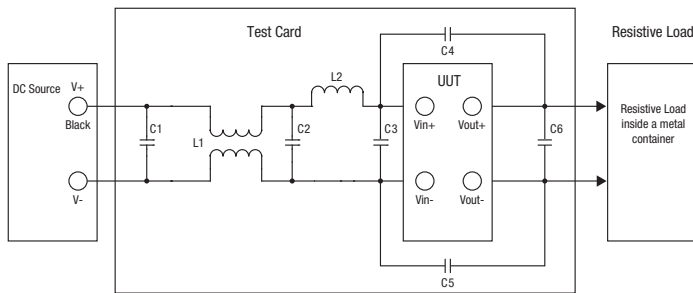 Test Card
Resistive Load
C4
L2
DC Source
V+
UUT
Black
C1
L1
C2
C3
Vin+
Vout+
C6
Resistive Load
inside a metal
container
V-
Vin-
Vout-
C5